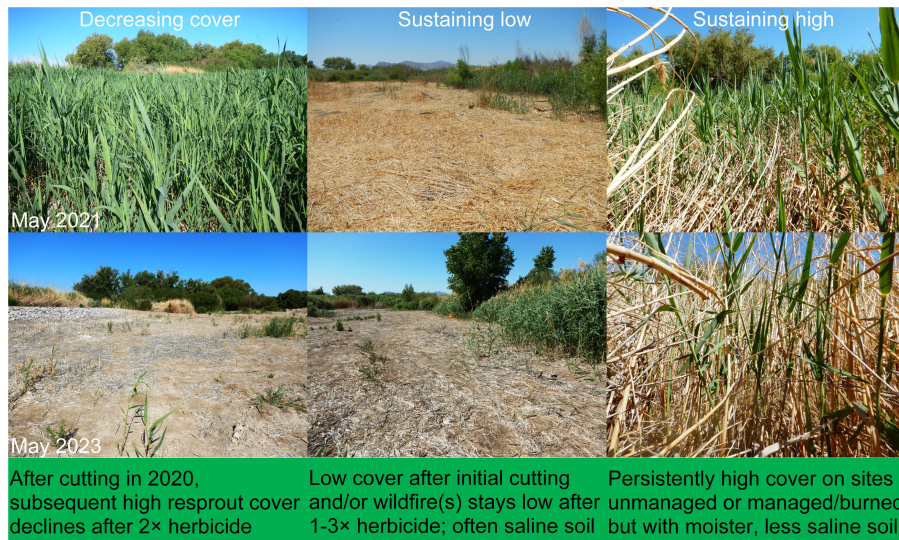 Decreasing cover
Sustaining low
Sustaining high
May 2021
May 2023
After cutting in 2020,
subsequent high resprout cover
declines after 2× herbicide
Low cover after initial cutting
and/or wildfire(s) stays low after
1-3× herbicide; often saline soil
Persistently high cover on sites
unmanaged or managed/burned
but with moister, less saline soil